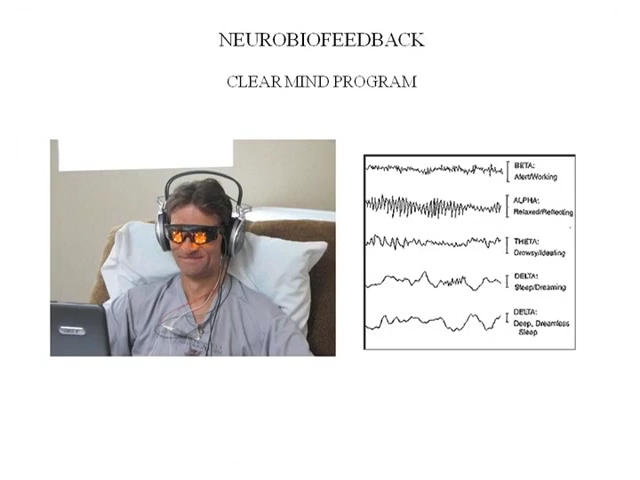 NEUROBIOFEEDBACK
CLEAR MIND PROGRAM
BETA:
Alert/Working
ALPHA:
Relaxed/Reflecting
THETA:
Drowsy/Ideating
DELTA:
Sleep/Dreaming
DELTA:
Deep, Dreamless
Sleep